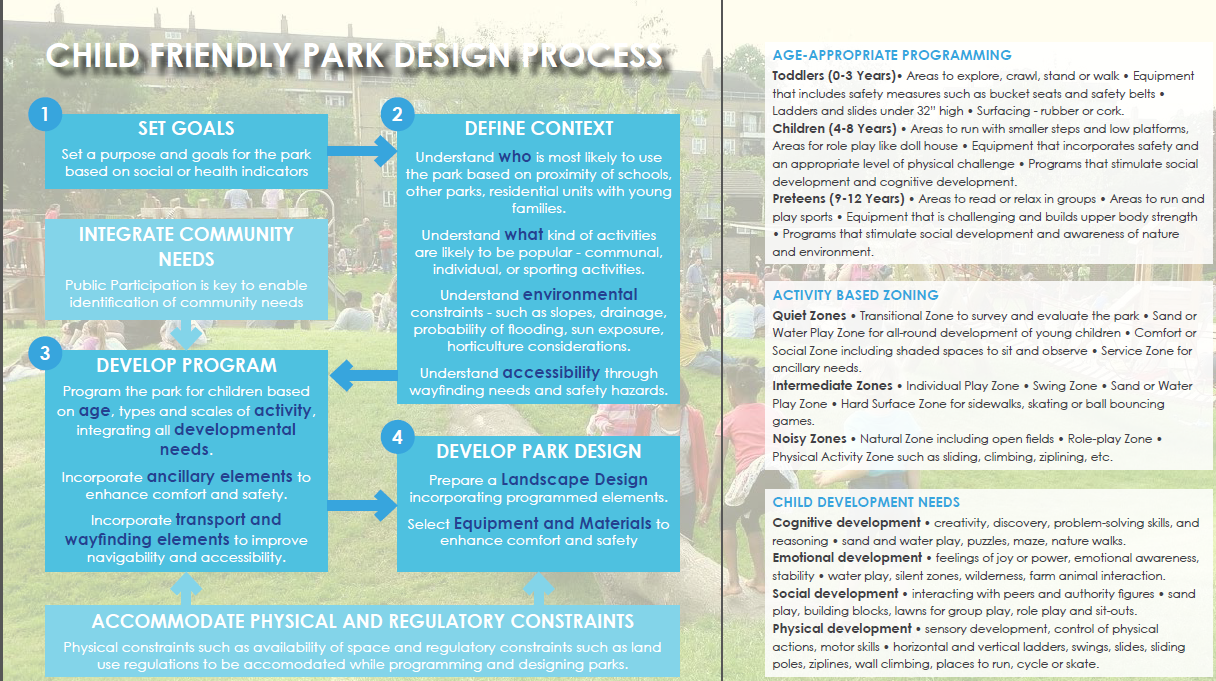 CHILD FRIENDLY PARK DESIGN PROCESS
1
SET GOALS
Set a purpose and goals for the park
based on social or health indicators
2
DEFINE CONTEXT
Understand who is most likely to use
the park based on proximity of schools,
other parks, residential units with young
families.
Understand what kind of activities
are likely to be popular - communal,
individual, or sporting activities.
Understand environmental
constraints - such as slopes, drainage,
probability of flooding, sun exposure,
horticulture considerations.
Understand accessibility through
wayfinding needs and safety hazards.
INTEGRATE COMMUNITY
NEEDS
Public Participation is key to enable
identification of community needs
3
DEVELOP PROGRAM
Program the park for children based
on age, types and scales of activity,
integrating all developmental
needs.
Incorporate ancillary elements to
enhance comfort and safety.
Incorporate transport and
wayfinding elements to improve
navigability and accessibility.
4
DEVELOP PARK DESIGN
Prepare a Landscape Design
incorporating programmed elements.
Select Equipment and Materials to
enhance comfort and safety
ACCOMMODATE PHYSICAL AND REGULATORY CONSTRAINTS
Physical constraints such as availability of space and regulatory constraints such as land
use regulations to be accomodated while programming and designing parks.
AGE-APPROPRIATE PROGRAMMING
Toddlers (0-3 Years)• Areas to explore, crawl, stand or walk • Equipment
that includes safety measures such as bucket seats and safety belts •
Ladders and slides under 32" high • Surfacing - rubber or cork.
Children (4-8 Years) • Areas to run with smaller steps and low platforms,
Areas for role play like doll house • Equipment that incorporates safety and
an appropriate level of physical challenge • Programs that stimulate social
development and cognitive development.
Preteens (9-12 Years) • Areas to read or relax in groups • Areas to run and
play sports • Equipment that is challenging and builds upper body strength
• Programs that stimulate social development and awareness of nature
and environment.
ACTIVITY BASED ZONING
Quiet Zones • Transitional Zone to survey and evaluate the park • Sand or
Water Play Zone for all-round development of young children • Comfort or
Social Zone including shaded spaces to sit and observe • Service Zone for
ancillary needs.
Intermediate Zones • Individual Play Zone • Swing Zone • Sand or Water
Play Zone • Hard Surface Zone for sidewalks, skating or ball bouncing
games.
Noisy Zones • Natural Zone including open fields • Role-play Zone •
Physical Activity Zone such as sliding, climbing, ziplining, etc.
CHILD DEVELOPMENT NEEDS
Cognitive development • creativity, discovery, problem-solving skills, and
reasoning • sand and water play, puzzles, maze, nature walks.
Emotional development • feelings of joy or power, emotional awareness,
stability • water play, silent zones, wilderness, farm animal interaction.
Social development • interacting with peers and authority figures • sand
play, building blocks, lawns for group play, role play and sit-outs.
Physical development • sensory development, control of physical
actions, motor skills • horizontal and vertical ladders, swings, slides, sliding
poles, ziplines, wall climbing, places to run, cycle or skate.